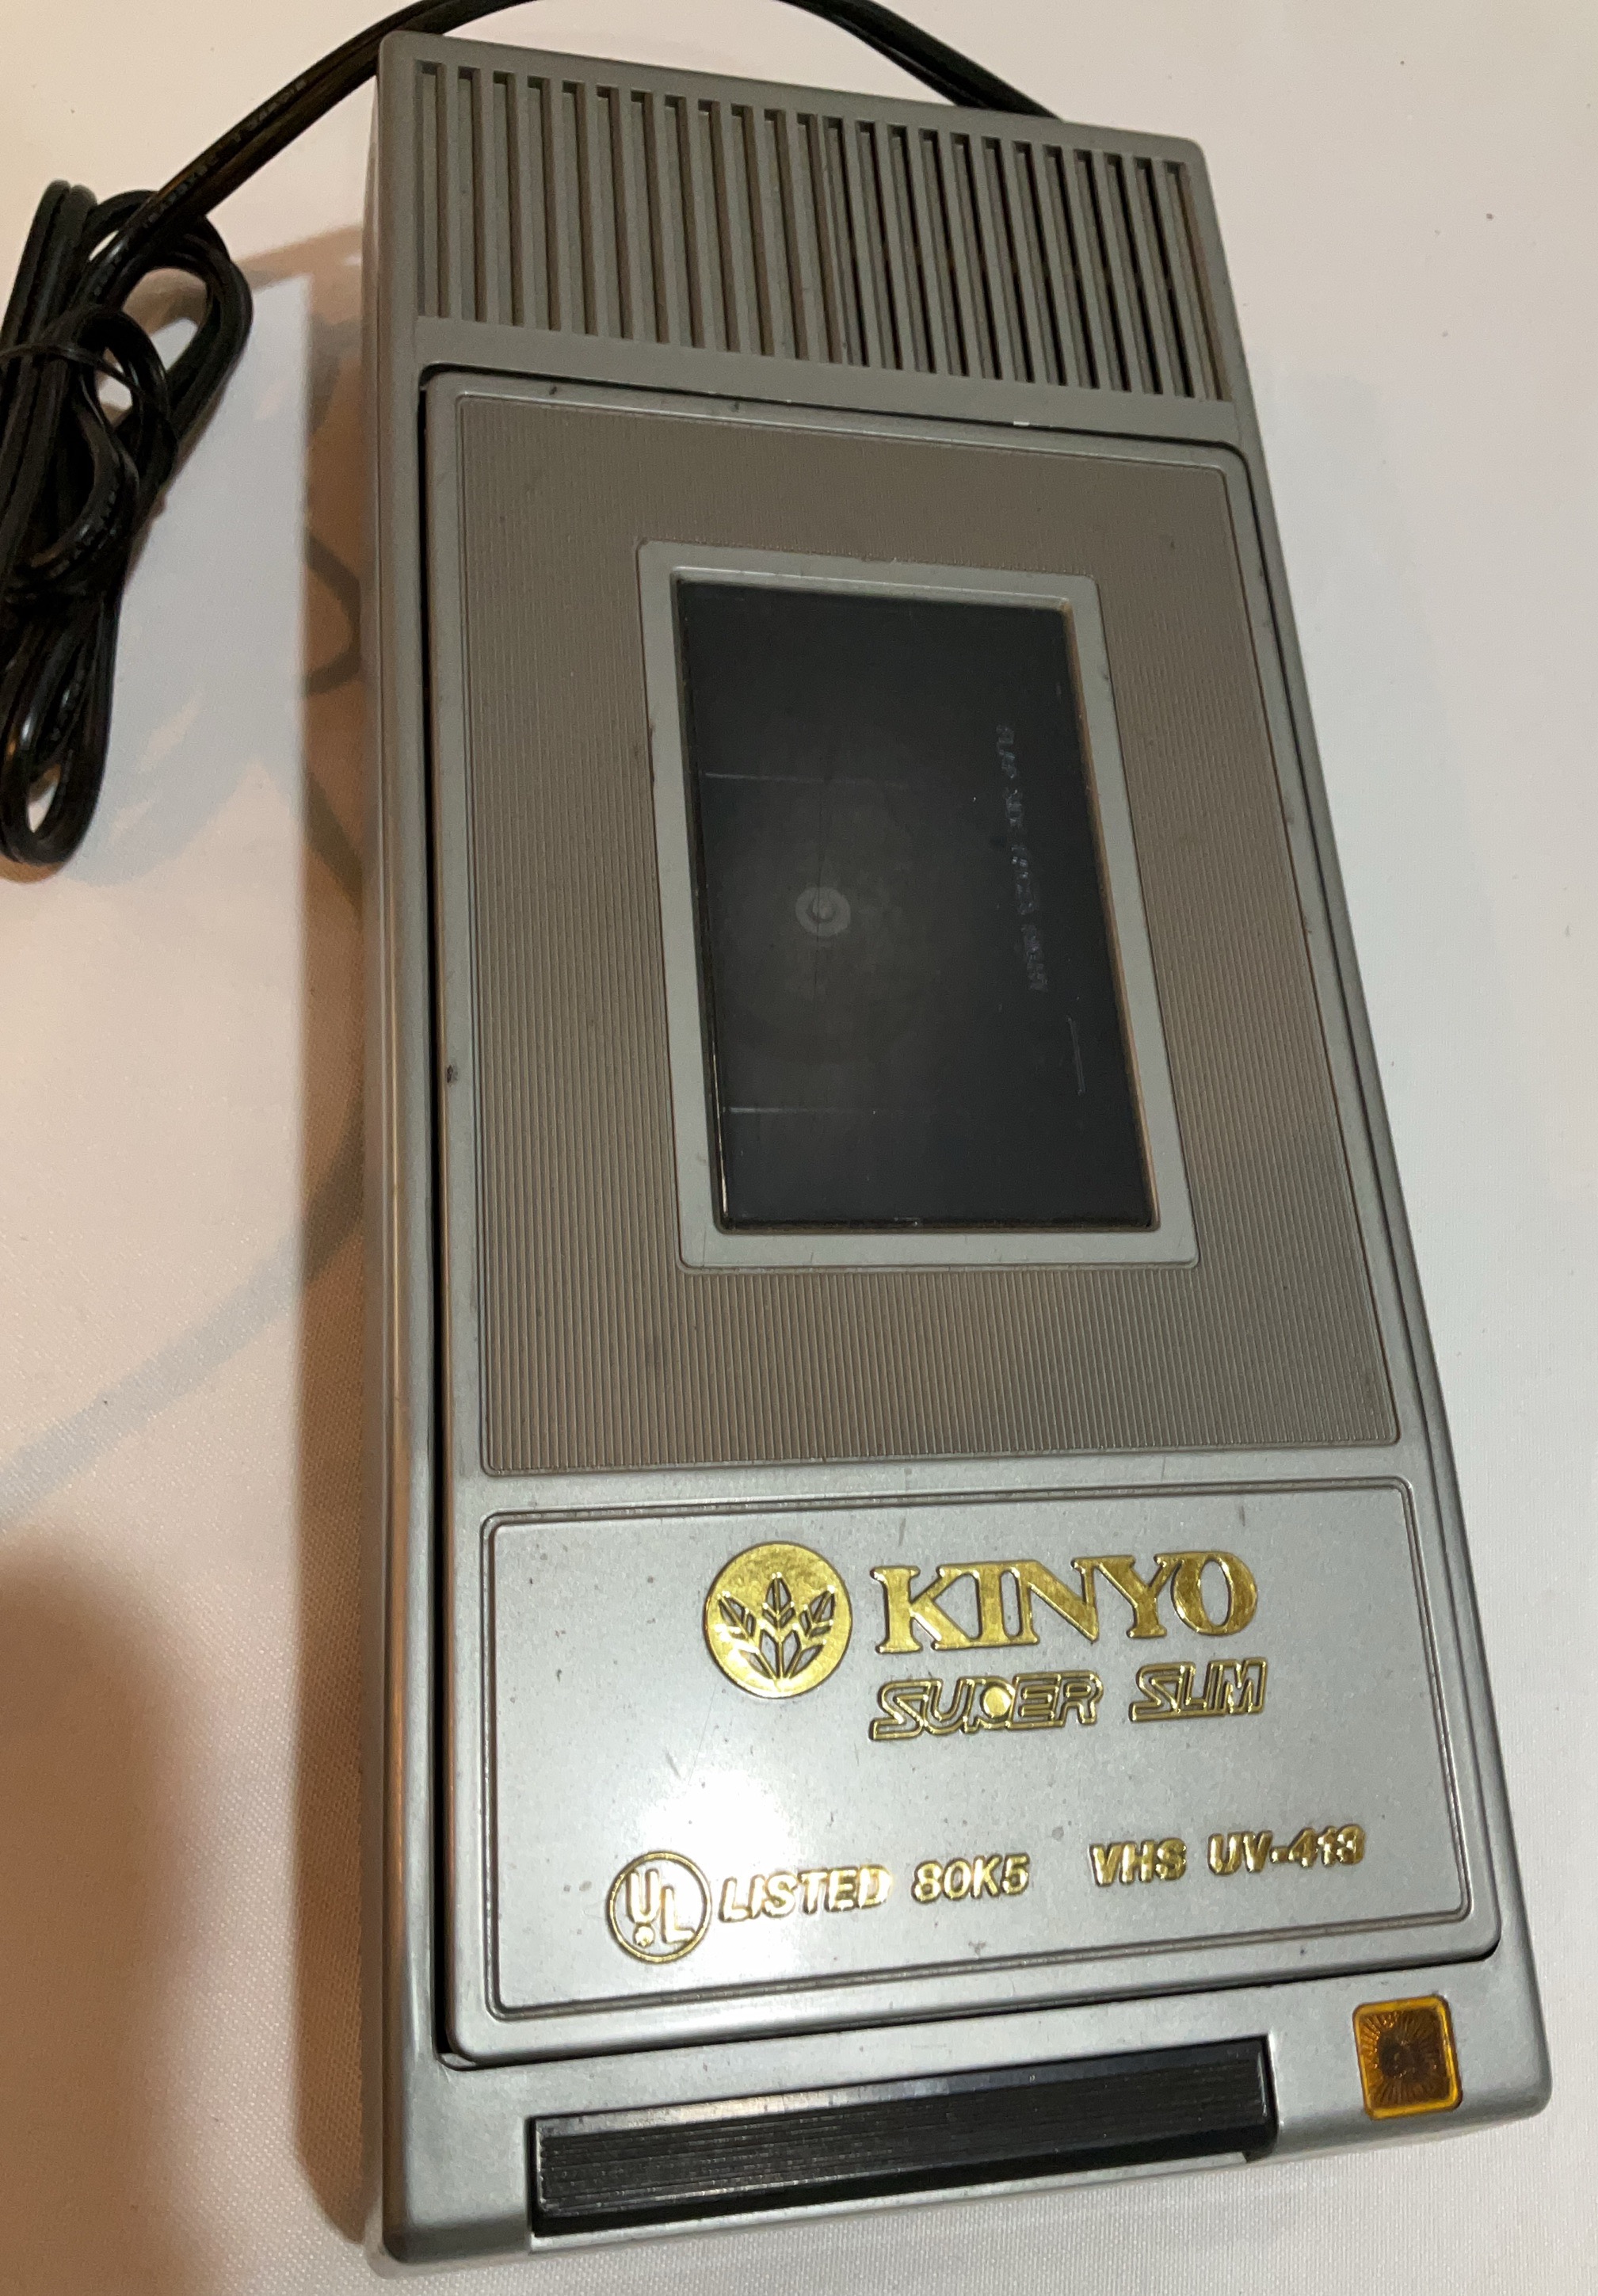 KINYO
SUPER SLIM
UL LISTED 80K5 VHS UV-413